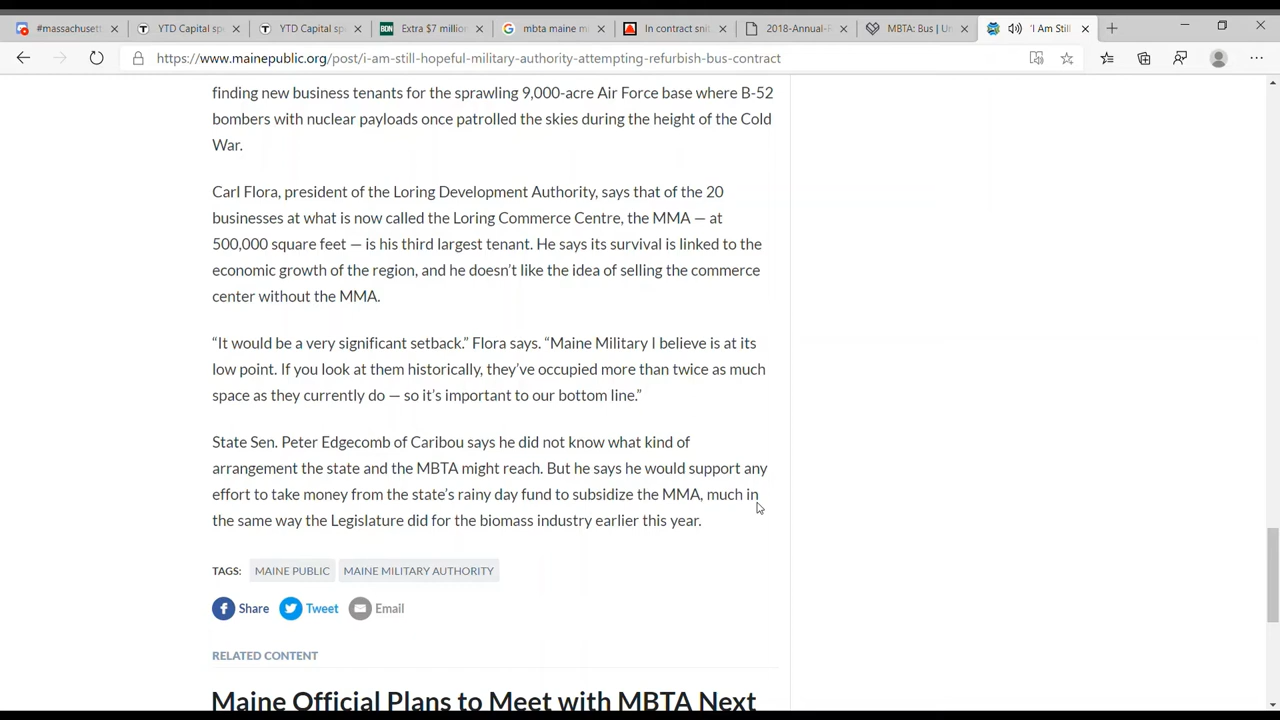 #massachusett
YTD Capital sp
YTD Capital sp
BDN
Extra $7 million
mbta maine m
In contract snit
2018-Annual-R
MBTA: Bus | Un
'I Am Still
https://www.mainepublic.org/post/i-am-still-hopeful-military-authority-attempting-refurbish-bus-contract
finding new business tenants for the sprawling 9,000-acre Air Force base where B-52
bombers with nuclear payloads once patrolled the skies during the height of the Cold
War.
Carl Flora, president of the Loring Development Authority, says that of the 20
businesses at what is now called the Loring Commerce Centre, the MMA — at
500,000 square feet — is his third largest tenant. He says its survival is linked to the
economic growth of the region, and he doesn't like the idea of selling the commerce
center without the MMA.
“It would be a very significant setback.” Flora says. “Maine Military I believe is at its
low point. If you look at them historically, they’ve occupied more than twice as much
space as they currently do — so it’s important to our bottom line.”
State Sen. Peter Edgecomb of Caribou says he did not know what kind of
arrangement the state and the MBTA might reach. But he says he would support any
effort to take money from the state’s rainy day fund to subsidize the MMA, much in
the same way the Legislature did for the biomass industry earlier this year.
TAGS: MAINE PUBLIC MAINE MILITARY AUTHORITY
Share Tweet Email
RELATED CONTENT
Maine Official Plans to Meet with MBTA Next